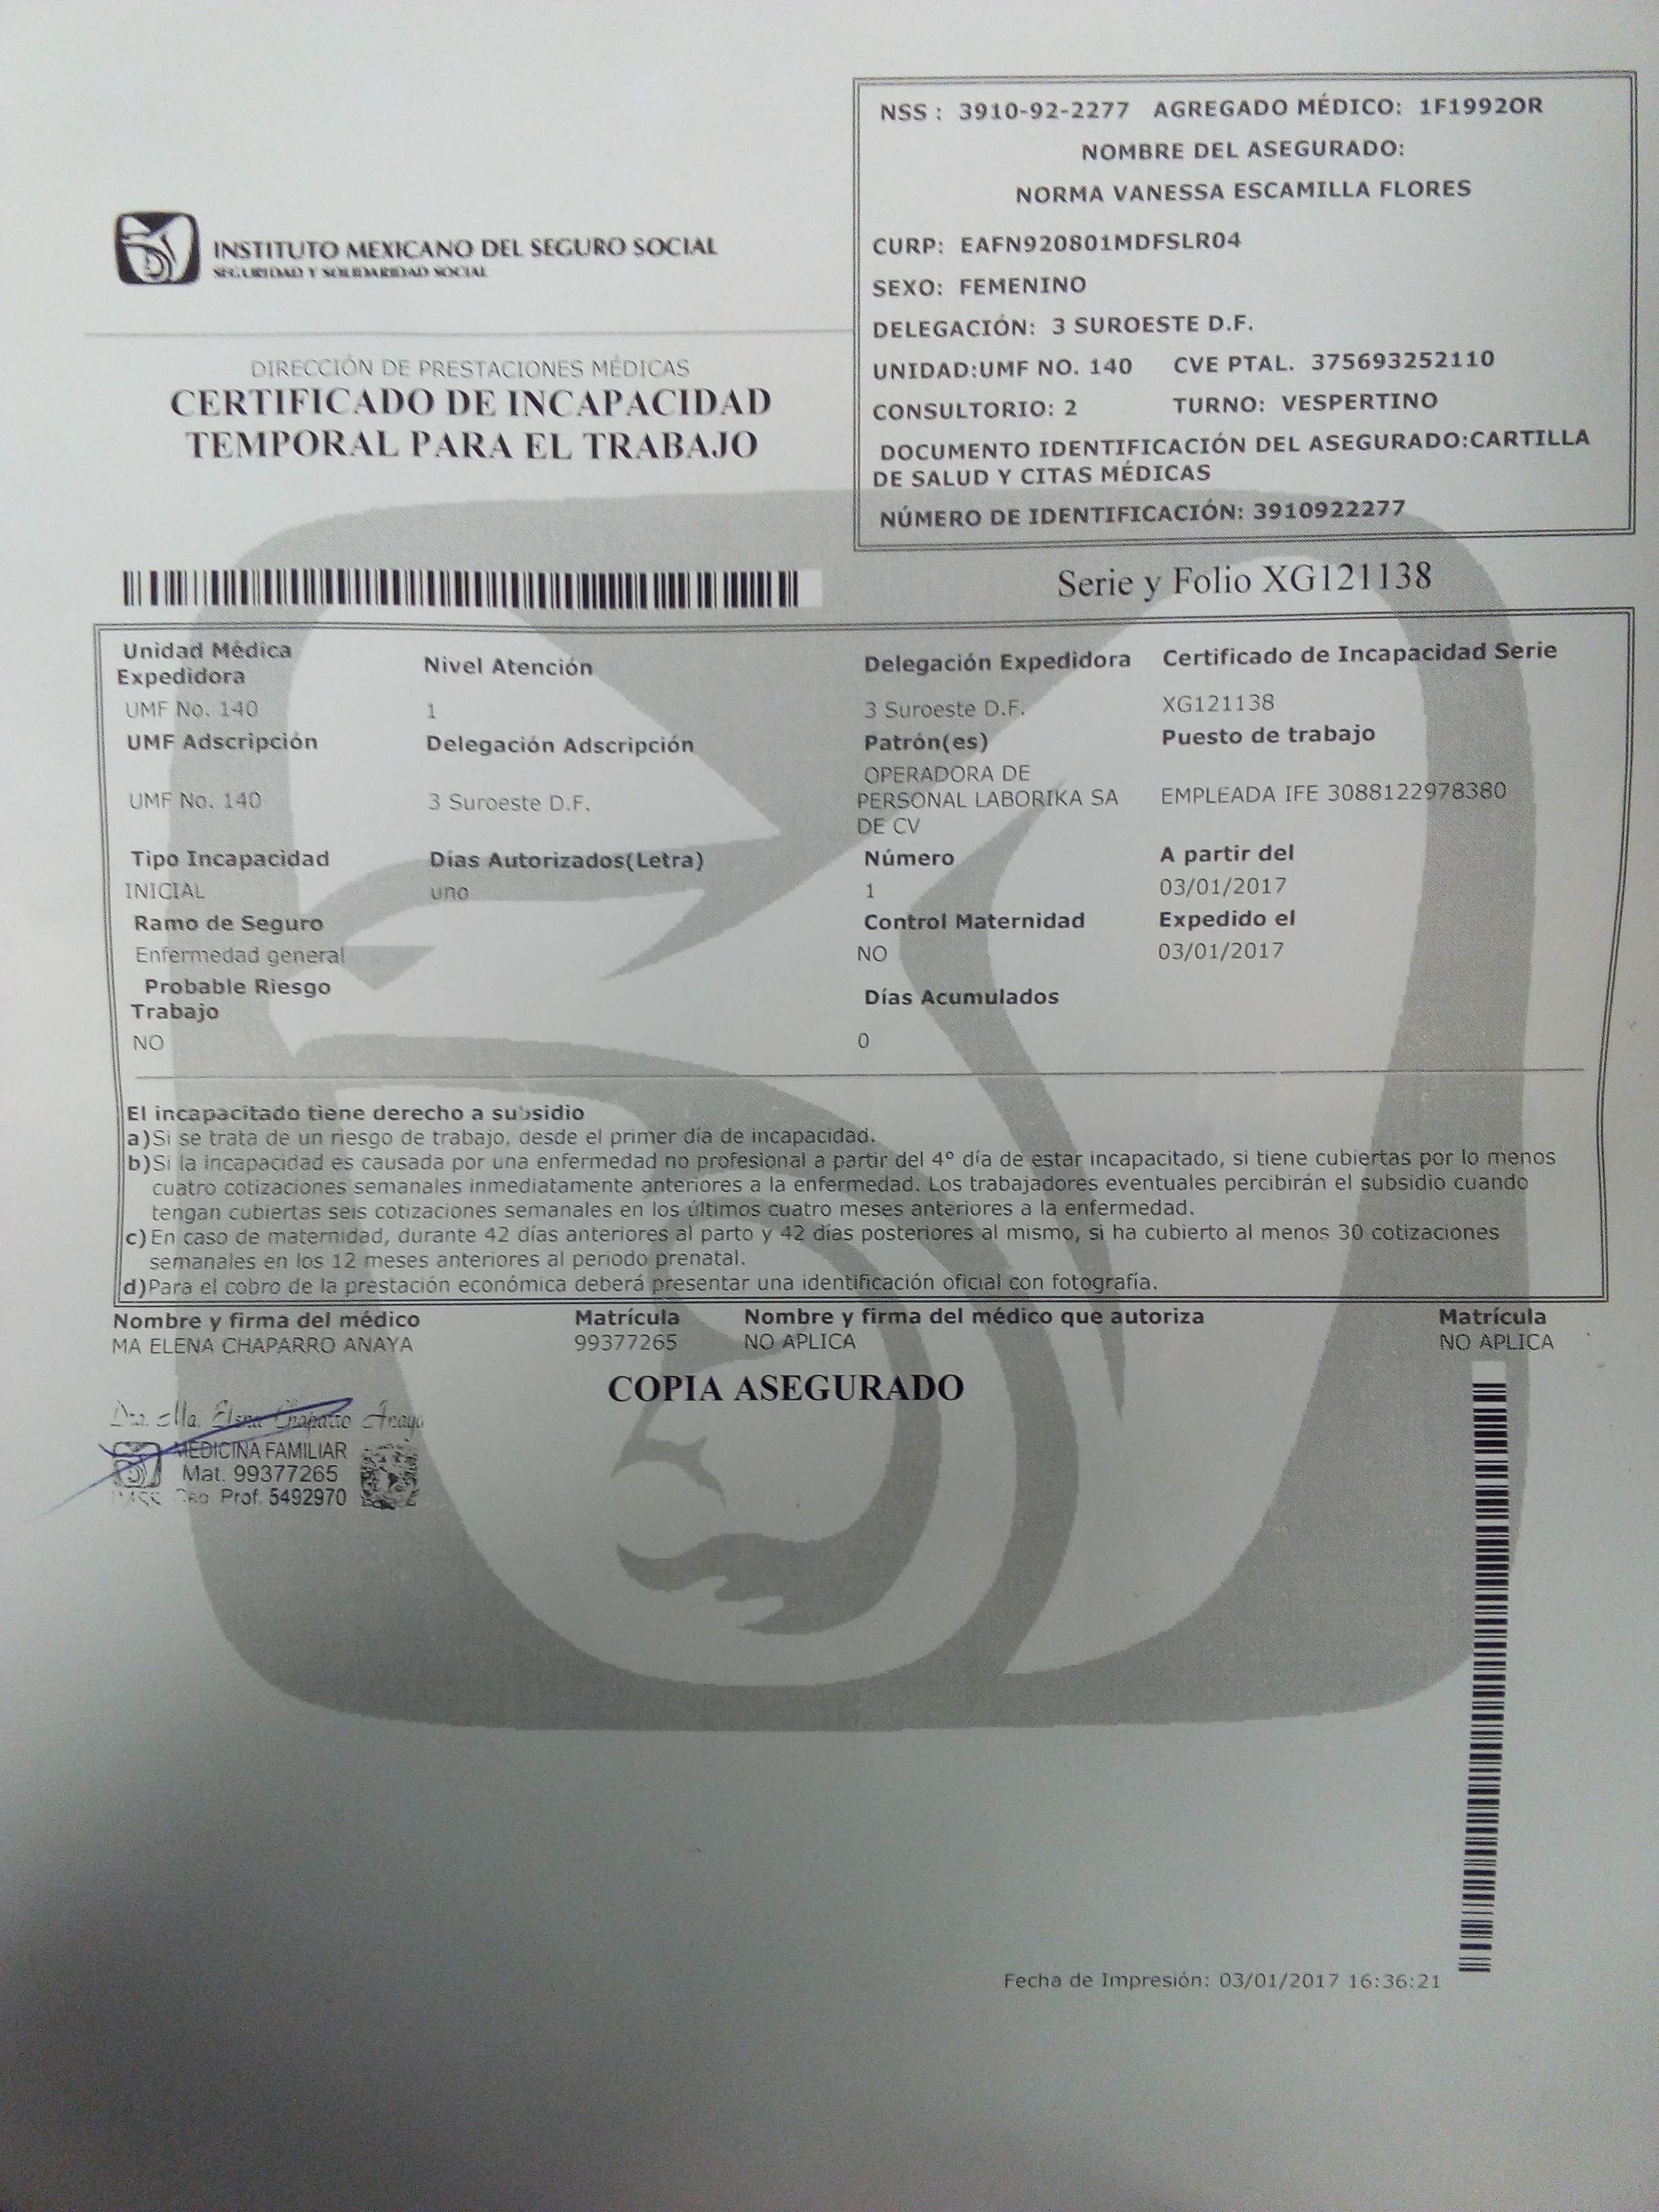 NSS : 3910-92-2277 AGREGADO MÉDICO: 1F1992OR
NOMBRE DEL ASEGURADO:
NORMA VANESSA ESCAMILLA FLORES
CURP: EAFN920801MDFSLR04
SEXO: FEMENINO
DELEGACIÓN: 3 SUROESTE D.F.
UNIDAD:UMF NO. 140 CVE PTAL. 375693252110
CONSULTORIO: 2 TURNO: VESPERTINO
DOCUMENTO IDENTIFICACIÓN DEL ASEGURADO:CARTILLA
DE SALUD Y CITAS MÉDICAS
NÚMERO DE IDENTIFICACIÓN: 3910922277
INSTITUTO MEXICANO DEL SEGURO SOCIAL
SEGURIDAD Y SOLIDARIDAD SOCIAL
DIRECCIÓN DE PRESTACIONES MÉDICAS
CERTIFICADO DE INCAPACIDAD
TEMPORAL PARA EL TRABAJO
Serie y Folio XG121138
Unidad Médica
Expedidora Nivel Atención Delegación Expedidora Certificado de Incapacidad Serie
UMF No. 140 1 3 Suroeste D.F. XG121138
UMF Adscripción Delegación Adscripción Patrón(es) Puesto de trabajo
OPERADORA DE
UMF No. 140 3 Suroeste D.F. PERSONAL LABORIKA SA EMPLEADA IFE 3088122978380
DE CV
Tipo Incapacidad Días Autorizados(Letra) Número A partir del
INICIAL uno 1 03/01/2017
Ramo de Seguro Control Maternidad Expedido el
Enfermedad general NO 03/01/2017
Probable Riesgo
Trabajo Días Acumulados
NO 0
El incapacitado tiene derecho a subsidio
a)Si se trata de un riesgo de trabajo, desde el primer día de incapacidad.
b)Si la incapacidad es causada por una enfermedad no profesional a partir del 4º día de estar incapacitado, si tiene cubiertas por lo menos
cuatro cotizaciones semanales inmediatamente anteriores a la enfermedad. Los trabajadores eventuales percibirán el subsidio cuando
tengan cubiertas seis cotizaciones semanales en los últimos cuatro meses anteriores a la enfermedad.
c)En caso de maternidad, durante 42 días anteriores al parto y 42 días posteriores al mismo, si ha cubierto al menos 30 cotizaciones
semanales en los 12 meses anteriores al periodo prenatal.
d)Para el cobro de la prestación económica deberá presentar una identificación oficial con fotografía.
Nombre y firma del médico Matrícula Nombre y firma del médico que autoriza Matrícula
MA ELENA CHAPARRO ANAYA 99377265 NO APLICA NO APLICA
COPIA ASEGURADO
Dra. Ma. Elena Chaparro Anaya
MEDICINA FAMILIAR
Mat. 99377265
Prof. 5492970
Fecha de Impresión: 03/01/2017 16:36:21